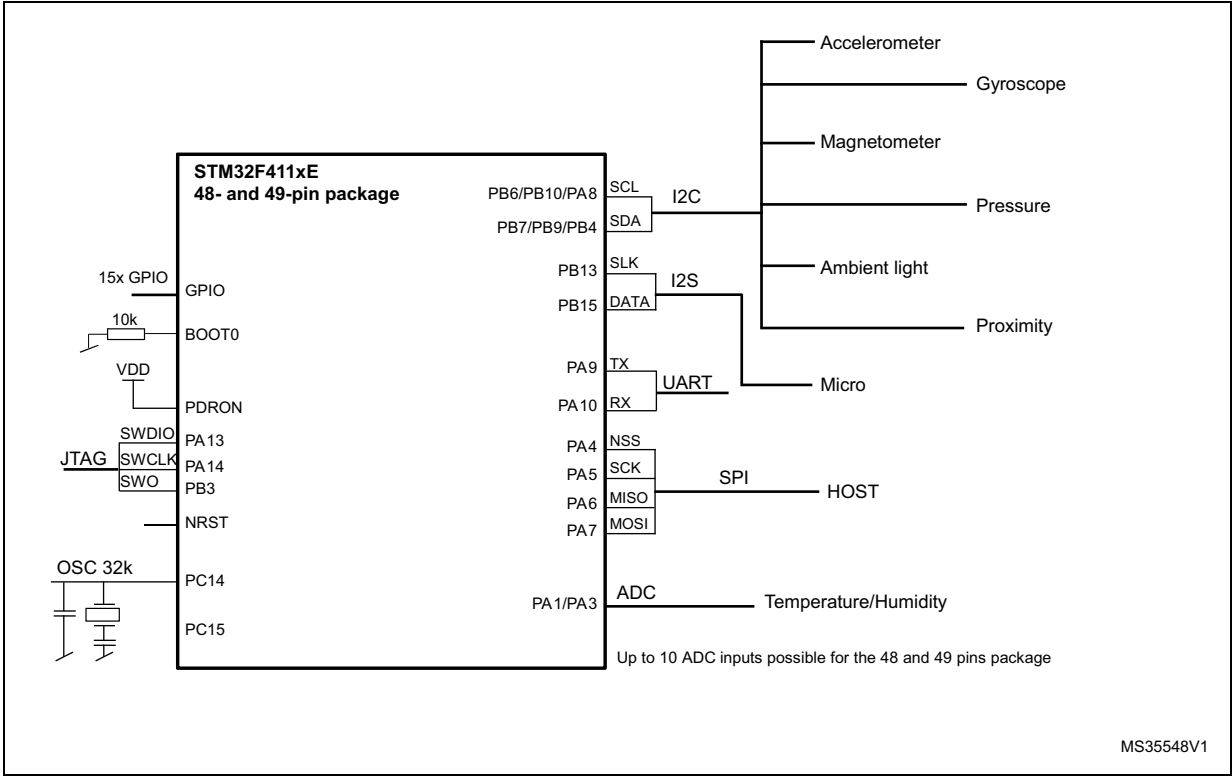 STM32F411xE
48- and 49-pin package
15x GPIO
GPIO
10k
BOOT0
VDD
PDRON
JTAG
SWDIO
PA13
SWCLK
PA14
SWO
PB3
NRST
OSC 32k
PC14
PC15
PB6/PB10/PA8
SCL
PB7/PB9/PB4
SDA
I2C
Accelerometer
Gyroscope
Magnetometer
Pressure
Ambient light
Proximity
PB13
SLK
PB15
DATA
I2S
Micro
PA9
TX
PA10
RX
UART
PA4
NSS
PA5
SCK
PA6
MISO
PA7
MOSI
SPI
HOST
PA1/PA3
ADC
Temperature/Humidity
Up to 10 ADC inputs possible for the 48 and 49 pins package
MS35548V1